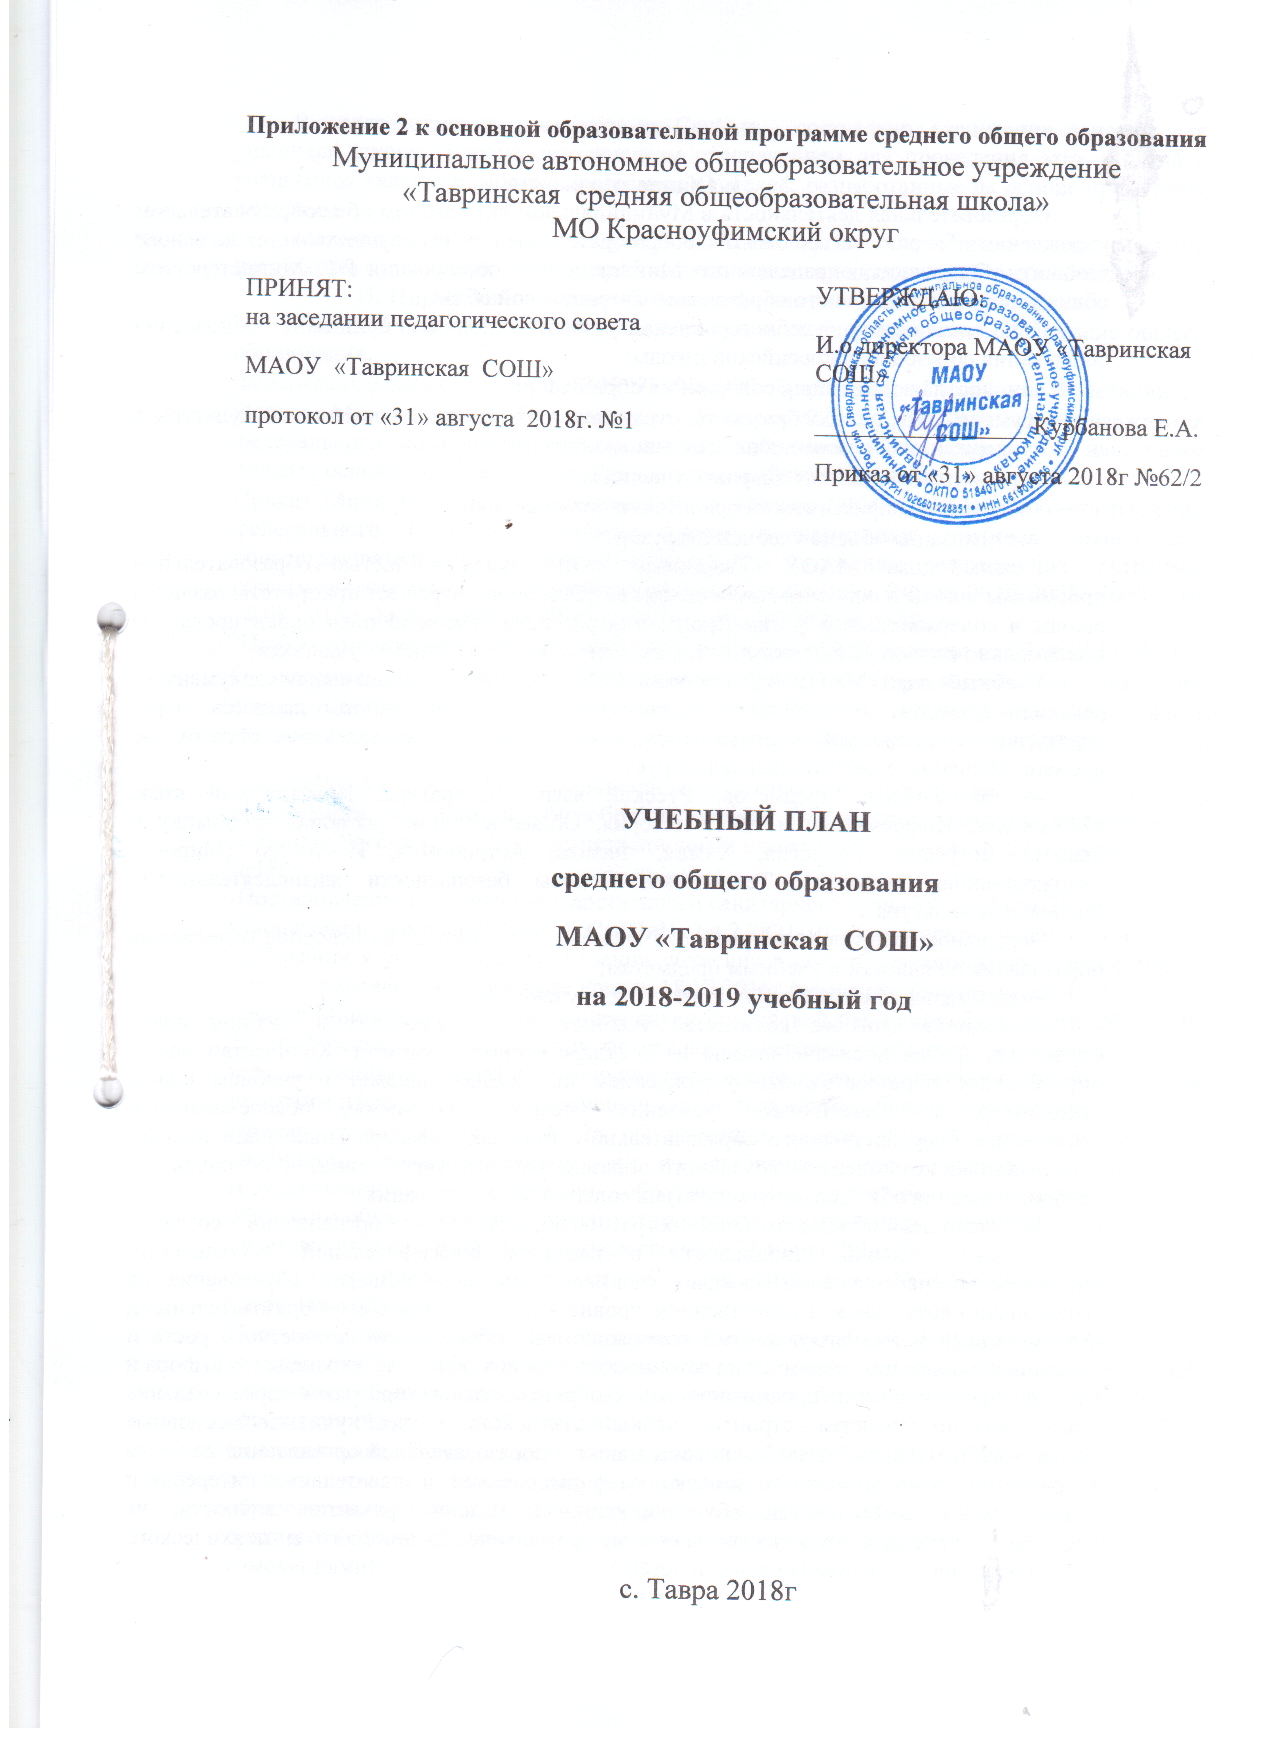 Приложение 2 к основной образовательной программе среднего общего образования
Муниципальное автономное общеобразовательное учреждение
«Тавринская средняя общеобразовательная школа»
МО Красноуфимский округ
ПРИНЯТ:
на заседании педагогического совета
МАОУ «Тавринская СОШ»
протокол от «31» августа 2018г. №1
УТВЕРЖДАЮ:
И.о.директора МАОУ «Тавринская
СОШ»
Курбанова Е.А.
Приказ от «31» августа 2018г №62/2
МАОУ
«Тавринская
СОШ»
УЧЕБНЫЙ ПЛАН
среднего общего образования
МАОУ «Тавринская СОШ»
на 2018-2019 учебный год
с. Тавра 2018г